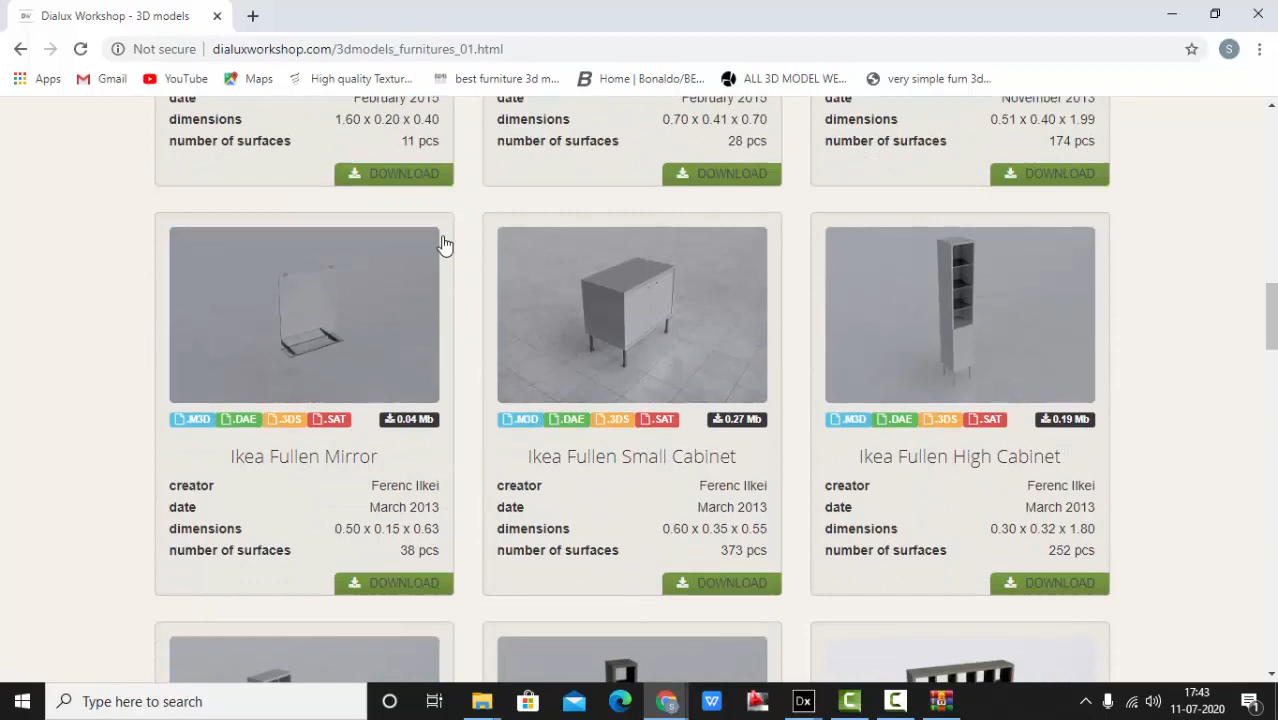 Dialux Workshop - 3D models
Not secure | dialuxworkshop.com/3dmodels_furnitures_01.html S
Apps Gmail YouTube Maps High quality Textur... best furniture 3d m... Home | Bonaldo/BE... ALL 3D MODEL WE... very simple furn 3d...
date February 2015 date February 2015 date November 2013
dimensions 1.60 x 0.20 x 0.40 dimensions 0.70 x 0.41 x 0.70 dimensions 0.51 x 0.40 x 1.99
number of surfaces 11 pcs number of surfaces 28 pcs number of surfaces 174 pcs
DOWNLOAD DOWNLOAD DOWNLOAD
.M3D .DAE .3DS .SAT 0.04 Mb .M3D .DAE .3DS .SAT 0.27 Mb .M3D .DAE .3DS .SAT 0.19 Mb
Ikea Fullen Mirror Ikea Fullen Small Cabinet Ikea Fullen High Cabinet
creator Ferenc Ilkei creator Ferenc Ilkei creator Ferenc Ilkei
date March 2013 date March 2013 date March 2013
dimensions 0.50 x 0.15 x 0.63 dimensions 0.60 x 0.35 x 0.55 dimensions 0.30 x 0.32 x 1.80
number of surfaces 38 pcs number of surfaces 373 pcs number of surfaces 252 pcs
DOWNLOAD DOWNLOAD DOWNLOAD
Type here to search Dx 17:43
11-07-2020